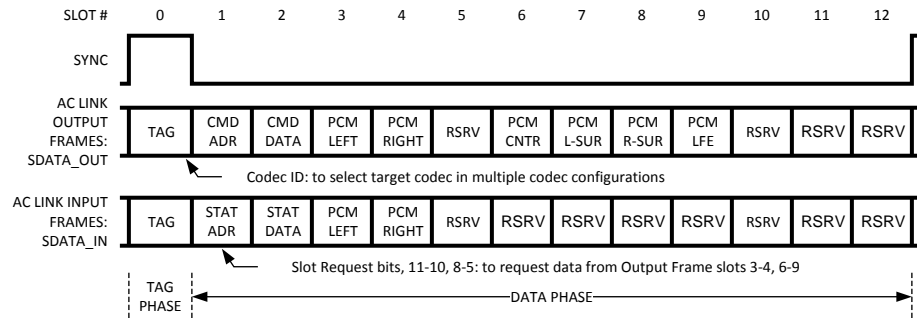 SLOT # 0 1 2 3 4 5 6 7 8 9 10 11 12
SYNC
AC LINK
OUTPUT
FRAMES:
SDATA_OUT
TAG CMD ADR CMD DATA PCM LEFT PCM RIGHT RSRV PCM CNTR PCM L-SUR PCM R-SUR PCM LFE RSRV RSRV RSRV
Codec ID: to select target codec in multiple codec configurations
AC LINK INPUT
FRAMES:
SDATA_IN
TAG STAT ADR STAT DATA PCM LEFT PCM RIGHT RSRV RSRV RSRV RSRV RSRV RSRV RSRV RSRV
Slot Request bits, 11-10, 8-5: to request data from Output Frame slots 3-4, 6-9
TAG
PHASE
DATA PHASE